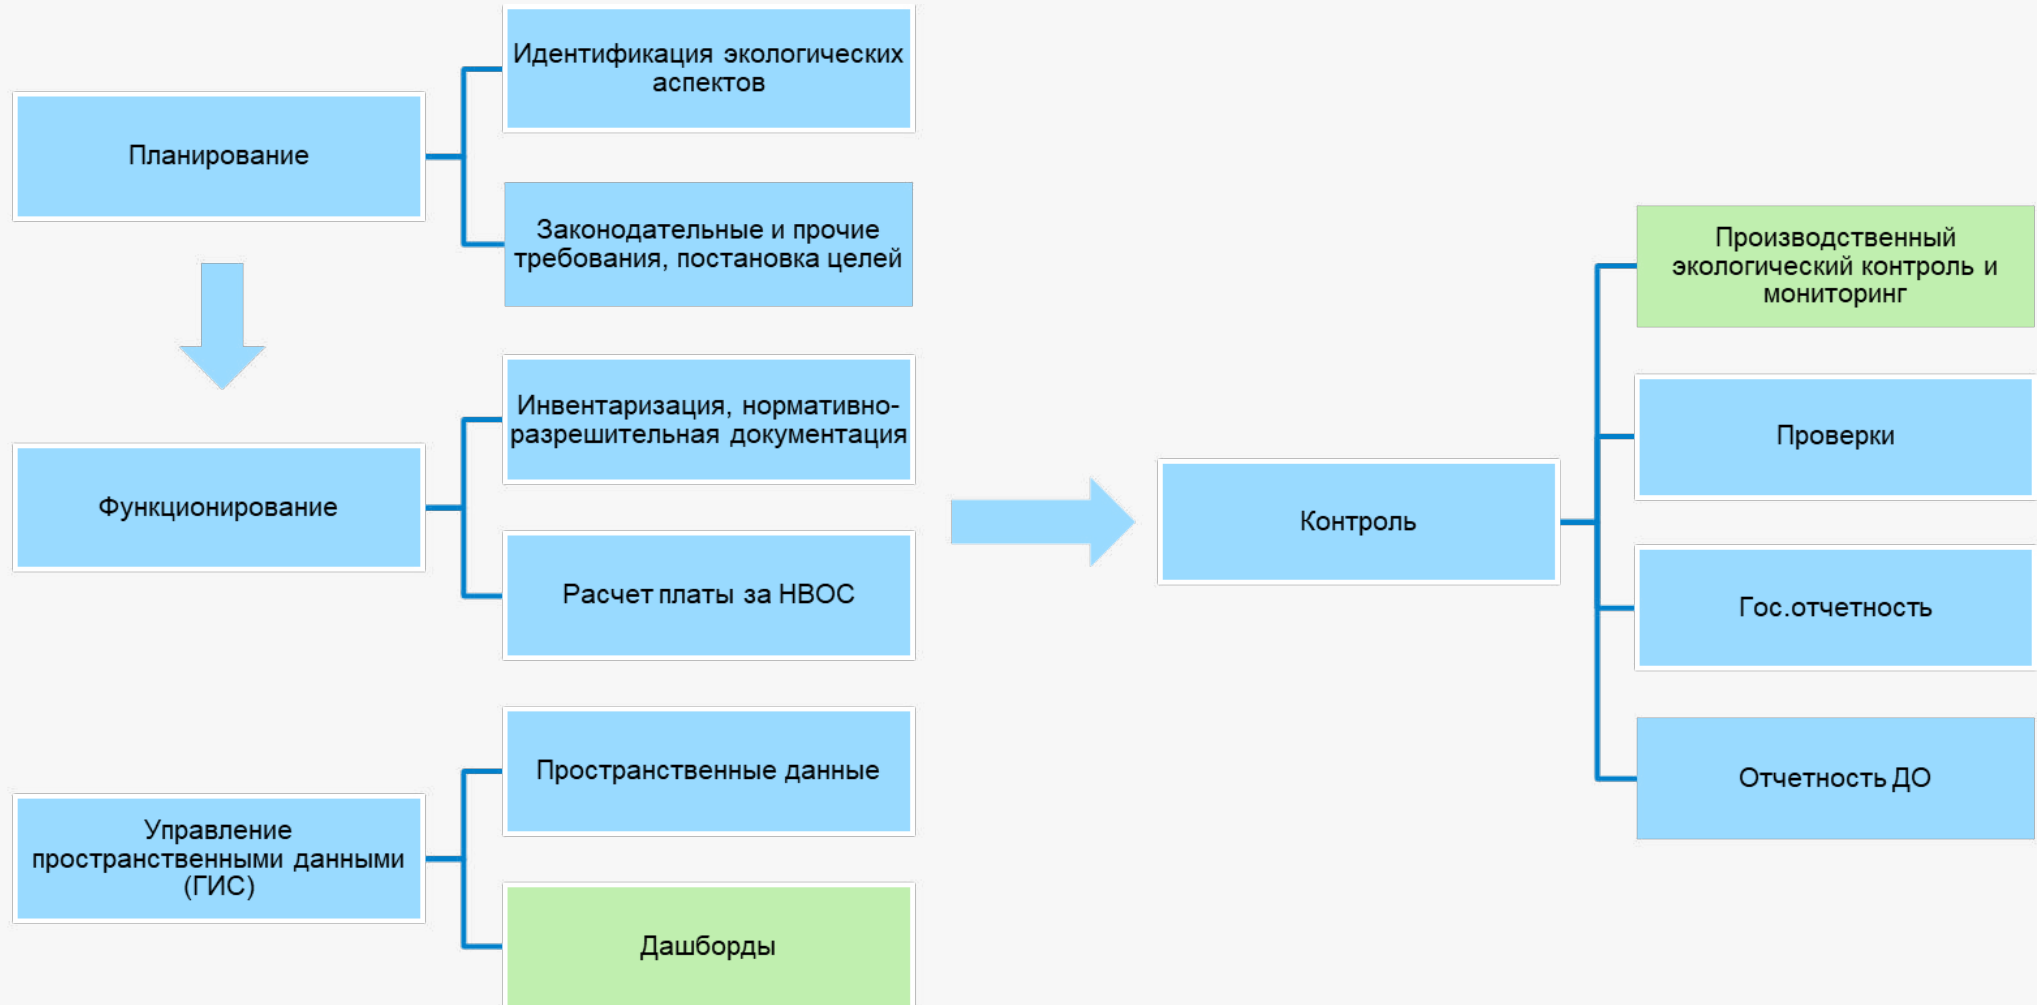 Планирование
Идентификация экологических
аспектов
Законодательные и прочие
требования, постановка целей
Функционирование
Инвентаризация, нормативно-
разрешительная документация
Расчет платы за НВОС
Управление
пространственными данными
(ГИС)
Пространственные данные
Дашборды
Контроль
Производственный
экологический контроль и
мониторинг
Проверки
Гос.отчетность
Отчетность ДО